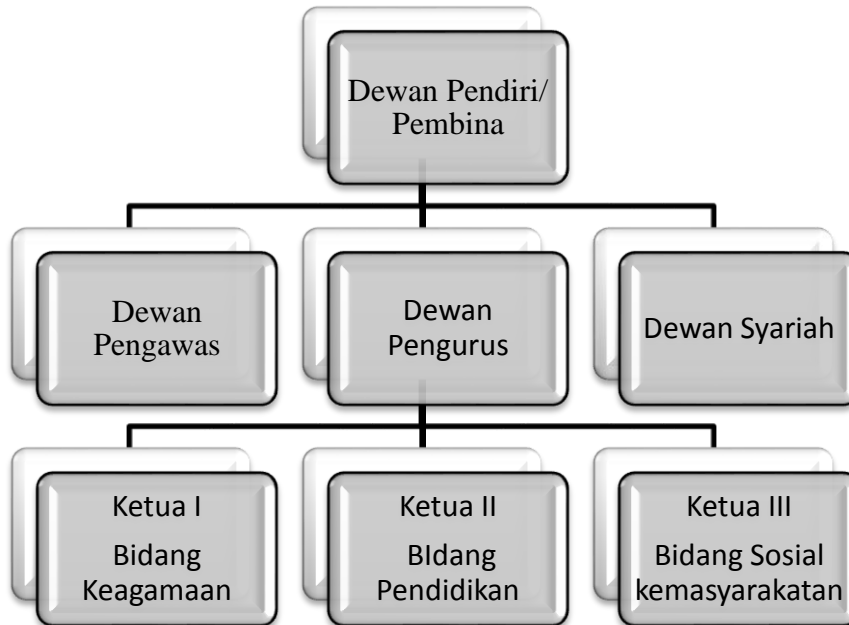 Dewan Pendiri/
Pembina
Dewan
Pengawas
Dewan
Pengurus
Dewan Syariah
Ketua I
Bidang
Keagamaan
Ketua II
BIdang
Pendidikan
Ketua III
Bidang Sosial
kemasyarakatan